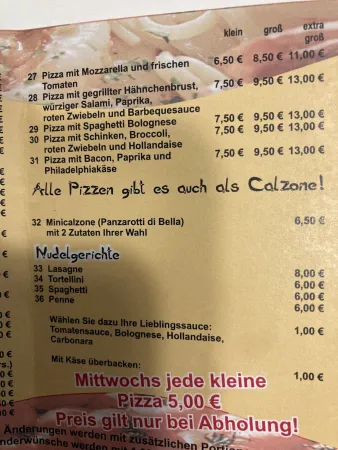 klein groß extra groß
27 Pizza mit Mozzarella und frischen Tomaten 6,50 € 8,50 € 11,00 €
28 Pizza mit gegrillter Hähnchenbrust, würziger Salami, Paprika, roten Zwiebeln und Barbequesauce 7,50 € 9,50 € 13,00 €
29 Pizza mit Spaghetti Bolognese 7,50 € 9,50 € 13,00 €
30 Pizza mit Schinken, Broccoli, roten Zwiebeln und Hollandaise 7,50 € 9,50 € 13,00 €
31 Pizza mit Bacon, Paprika und Philadelphiakäse 7,50 € 9,50 € 13,00 €
Alle Pizzen gibt es auch als Calzone!
32 Minicalzone (Panzarotti di Bella) mit 2 Zutaten Ihrer Wahl 6,50 €
Nudelgerichte
33 Lasagne 8,00 €
34 Tortellini 6,00 €
35 Spaghetti 6,00 €
36 Penne 6,00 €
Wählen Sie dazu Ihre Lieblingssauce: 1,00 €
Tomatensauce, Bolognese, Hollandaise,
Carbonara
Mit Käse überbacken: 1,00 €
Mittwochs jede kleine
Pizza 5,00 €
Preis gilt nur bei Abholung!
Änderungen werden mit zusätzlichen